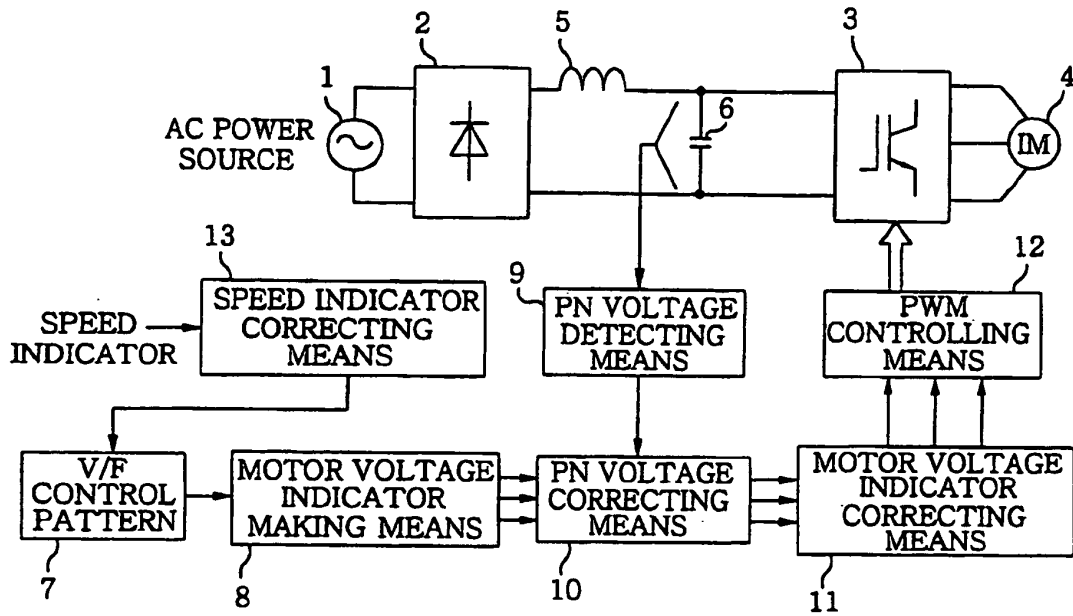 1
2
5
6
3
4
AC POWER
SOURCE
IM
13
SPEED INDICATOR
CORRECTING
MEANS
SPEED
INDICATOR
9
PN VOLTAGE
DETECTING
MEANS
12
PWM
CONTROLLING
MEANS
V/F
CONTROL
PATTERN
7
MOTOR VOLTAGE
INDICATOR
MAKING MEANS
8
PN VOLTAGE
CORRECTING
MEANS
10
MOTOR VOLTAGE
INDICATOR
CORRECTING
MEANS
11